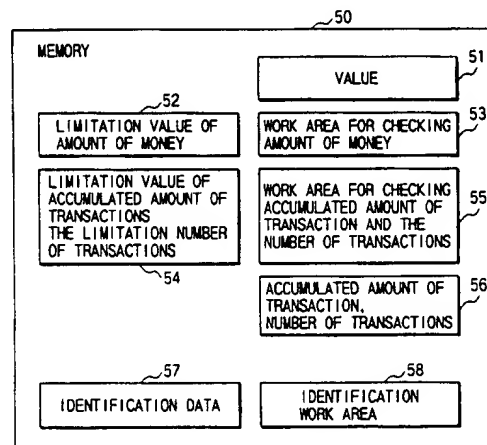 50
MEMORY
51
VALUE
52
LIMITATION VALUE OF
AMOUNT OF MONEY
53
WORK AREA FOR CHECKING
AMOUNT OF MONEY
LIMITATION VALUE OF
ACCUMULATED AMOUNT OF
TRANSACTIONS
THE LIMITATION NUMBER
OF TRANSACTIONS
54
WORK AREA FOR CHECKING
ACCUMULATED AMOUNT OF
TRANSACTION AND THE
NUMBER OF TRANSACTIONS
55
ACCUMULATED AMOUNT OF
TRANSACTION,
NUMBER OF TRANSACTIONS
56
57
IDENTIFICATION DATA
58
IDENTIFICATION
WORK AREA